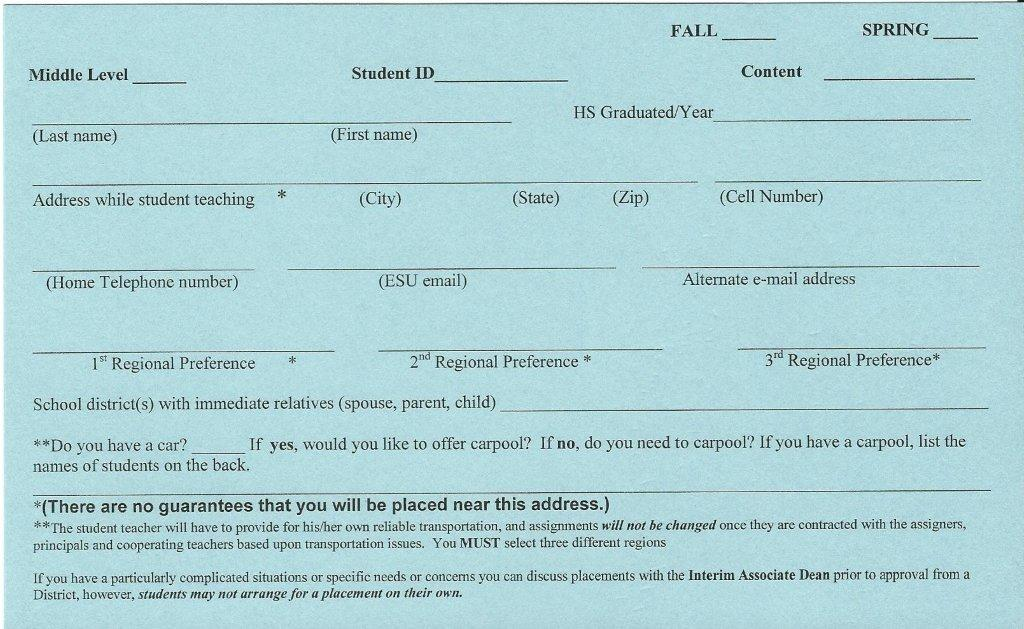 FALL _____ SPRING ____
Middle Level _____ Student ID_____________ Content _______________
HS Graduated/Year__________________________
(Last name) (First name)
Address while student teaching * (City) (State) (Zip) (Cell Number)
(Home Telephone number) (ESU email) Alternate e-mail address
1st Regional Preference * 2nd Regional Preference * 3rd Regional Preference*
School district(s) with immediate relatives (spouse, parent, child) ____________________________________________________
**Do you have a car? ______ If yes, would you like to offer carpool? If no, do you need to carpool? If you have a carpool, list the
names of students on the back.
*(There are no guarantees that you will be placed near this address.)
**The student teacher will have to provide for his/her own reliable transportation, and assignments will not be changed once they are contracted with the assigners,
principals and cooperating teachers based upon transportation issues. You MUST select three different regions
If you have a particularly complicated situations or specific needs or concerns you can discuss placements with the Interim Associate Dean prior to approval from a
District, however, students may not arrange for a placement on their own.